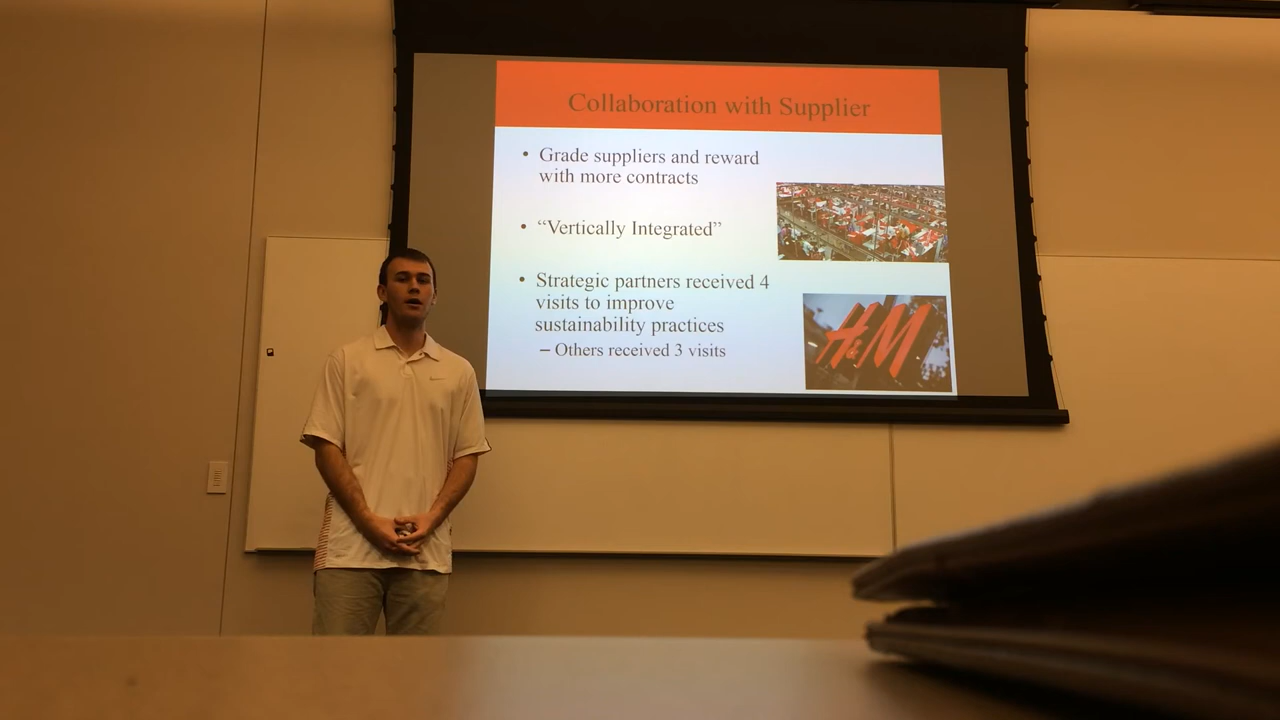 Collaboration with Supplier
• Grade suppliers and reward
with more contracts
• “Vertically Integrated”
• Strategic partners received 4
visits to improve
sustainability practices
– Others received 3 visits
H&M